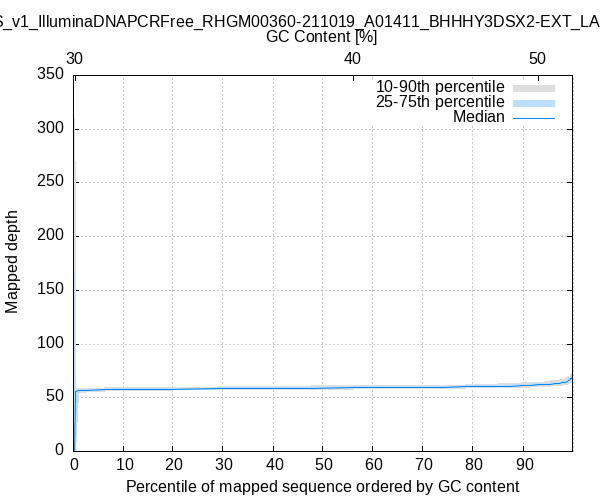 S_v1_IlluminaDNAPCRFree_RHGM00360-211019_A01411_BHHHY3DSX2-EXT_LA
GC Content [%]
30 40 50
350
300
250
200
150
100
50
0
Mapped depth
10-90th percentile
25-75th percentile
Median
0 10 20 30 40 50 60 70 80 90
Percentile of mapped sequence ordered by GC content